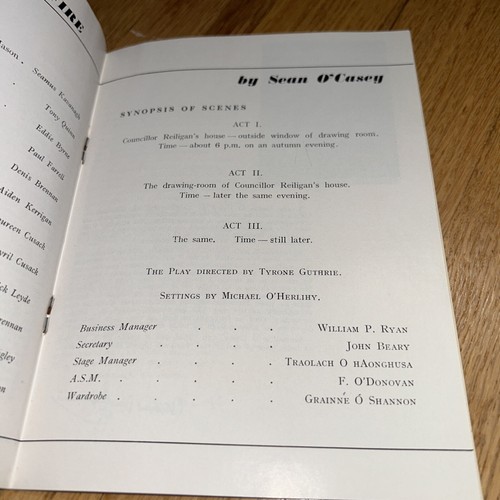 IRE
Mason . Seamus Kavanagh
Tony Quinn
Eddie Byrne
Paul Farrell
Denis Brennan
Aiden Kerrigan
Maureen Cusack
Cyril Cusack
Leyde
by Sean O'Casey
SYNOPSIS OF SCENES
ACT I.
Councillor Reiligan's house — outside window of drawing room.
Time — about 6 p.m. on an autumn evening.
ACT II.
The drawing-room of Councillor Reiligan's house.
Time — later the same evening.
ACT III.
The same. Time — still later.
THE PLAY DIRECTED BY TYRONE GUTHRIE.
SETTINGS BY MICHAEL O'HERLIHY.
Business Manager . . . WILLIAM P. RYAN
Secretary . . . . JOHN BEARY
Stage Manager . . . . TRAOLACH O hAONGHUSA
A.S.M. . . . . . F. O'DONOVAN
Wardrobe . . . . . GRAINNÉ Ó SHANNON